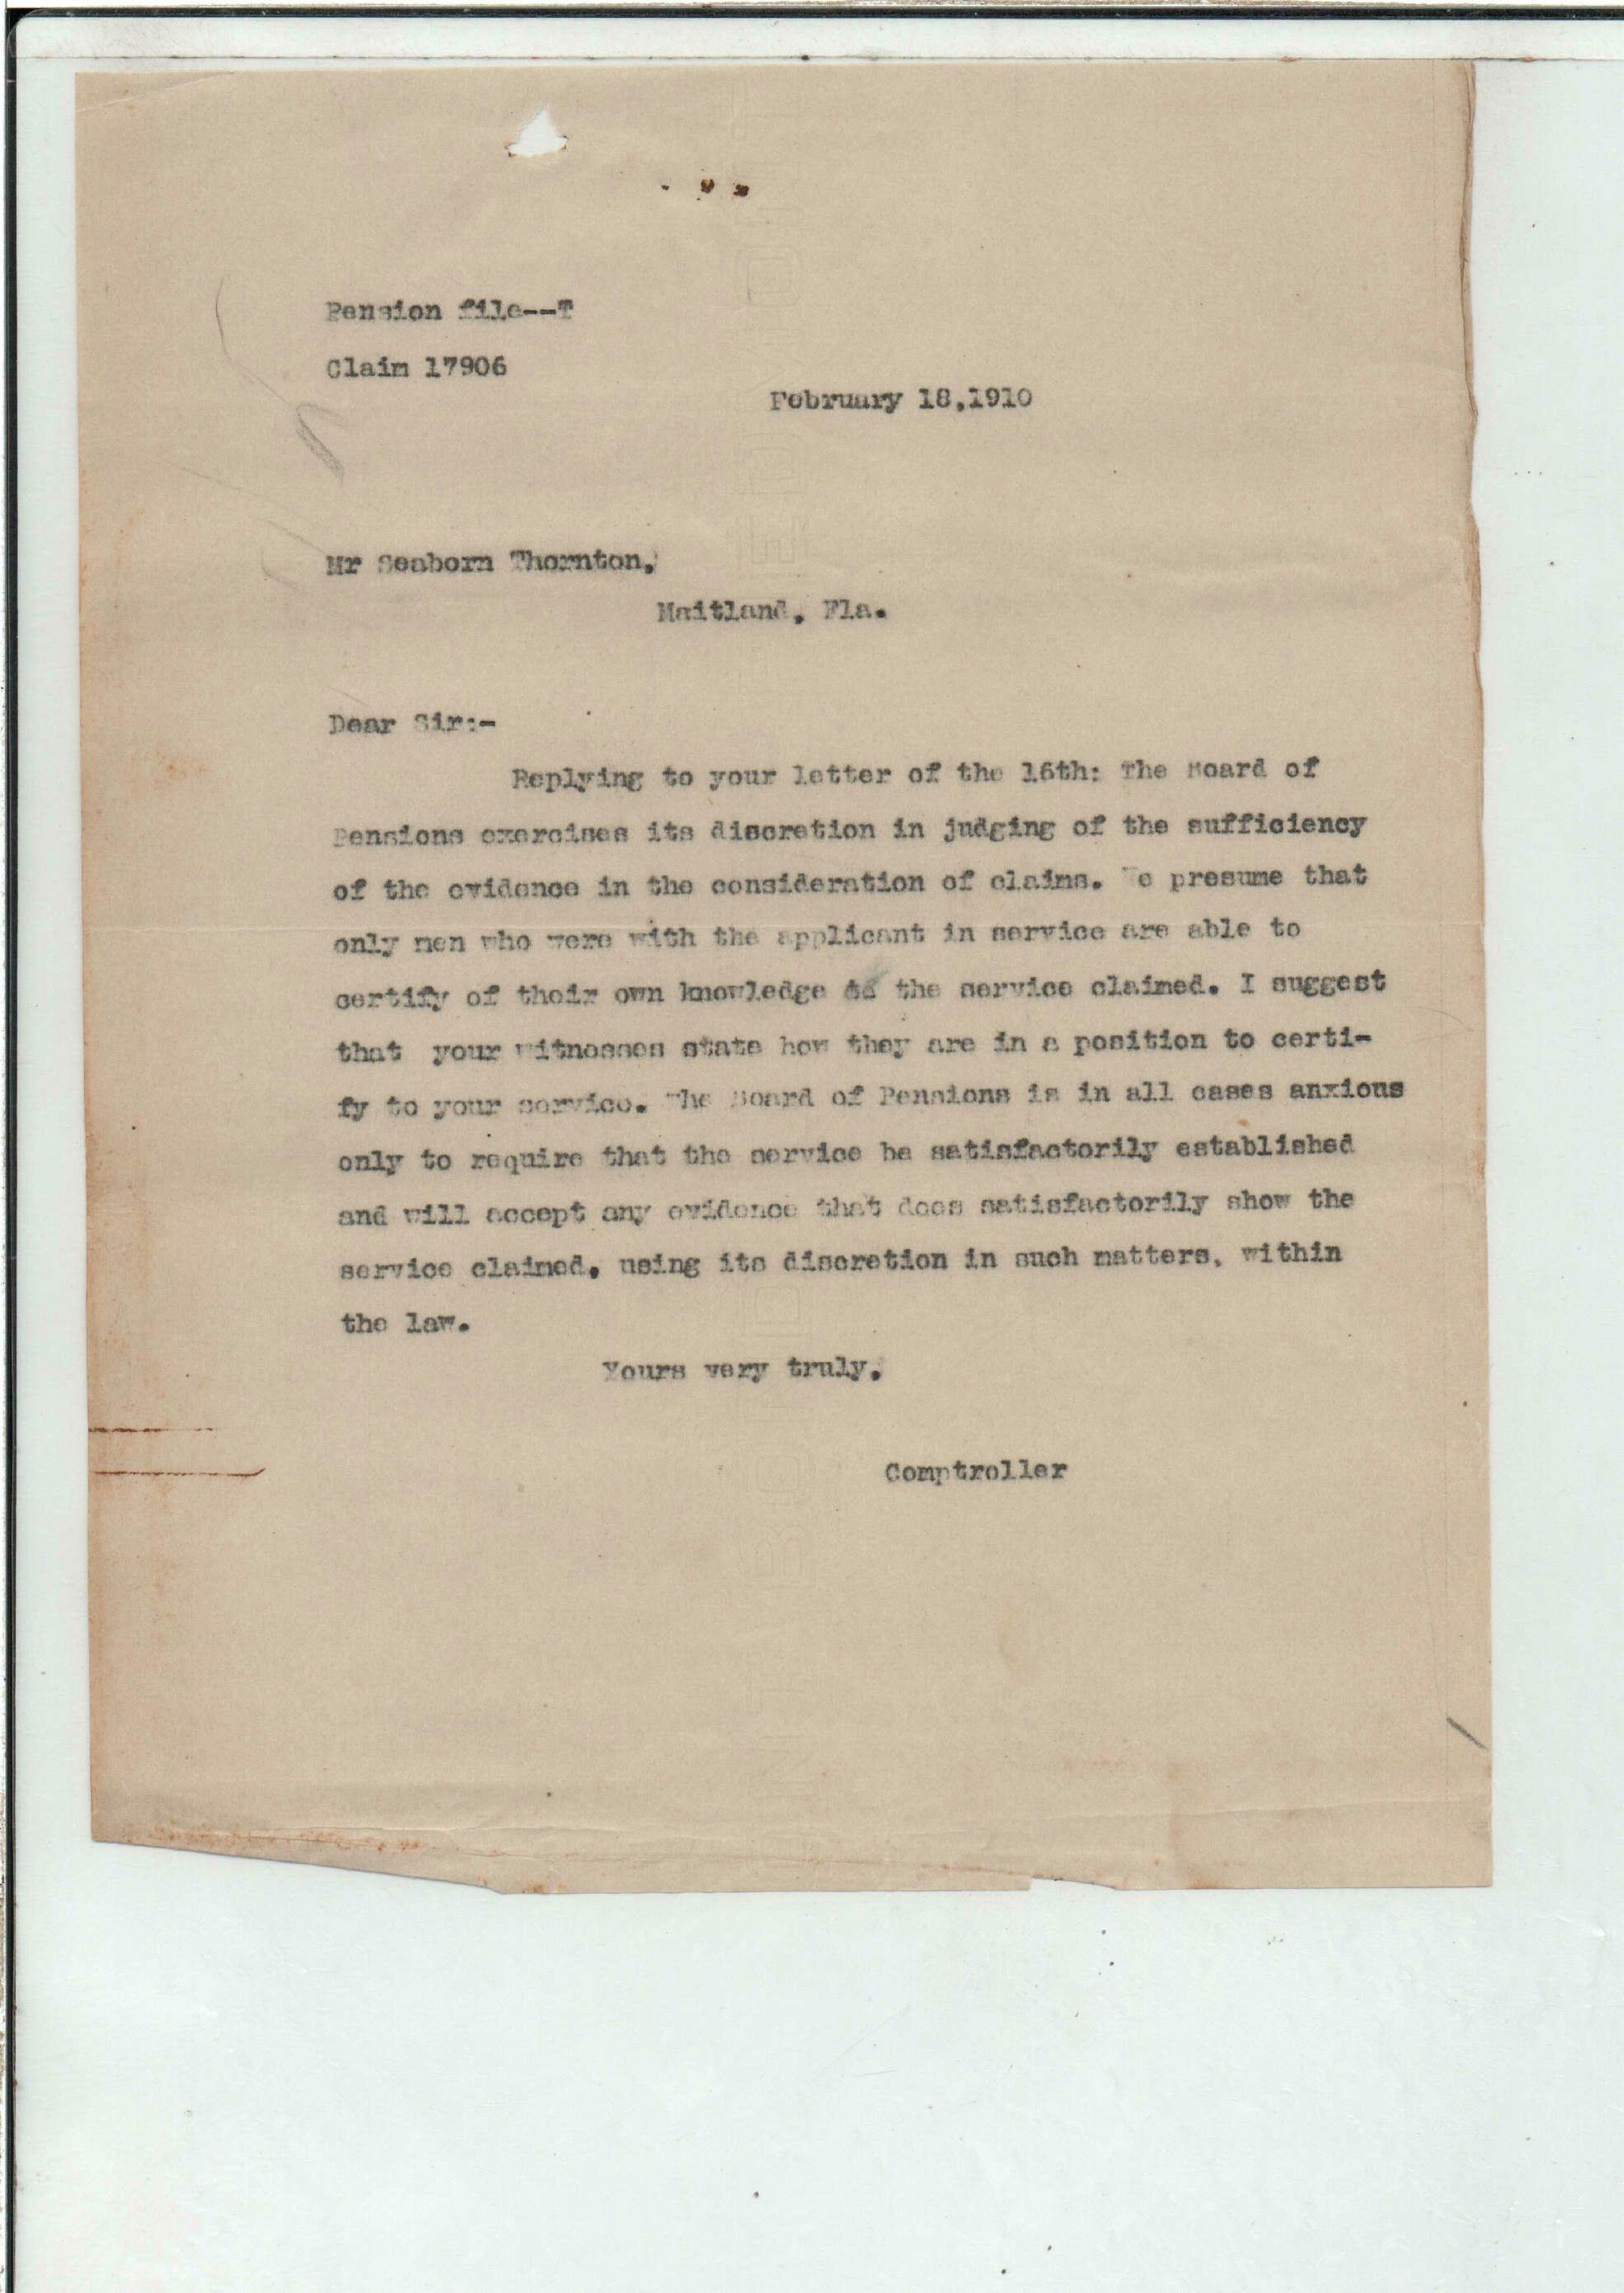 Pension file--T
Claim 17906
February 18,1910
Mr Seaborn Thornton,
Maitland, Fla.
Dear Sir:-
Replying to your letter of the 16th: The Board of
Pensions exercises its discretion in judging of the sufficiency
of the evidence in the consideration of claims. We presume that
only men who were with the applicant in service are able to
certify of their own knowledge to the service claimed. I suggest
that your witnesses state how they are in a position to certi-
fy to your service. The Board of Pensions is in all cases anxious
only to require that the service be satisfactorily established
and will accept any evidence that does satisfactorily show the
service claimed, using its discretion in such matters, within
the law.
Yours very truly,
Comptroller